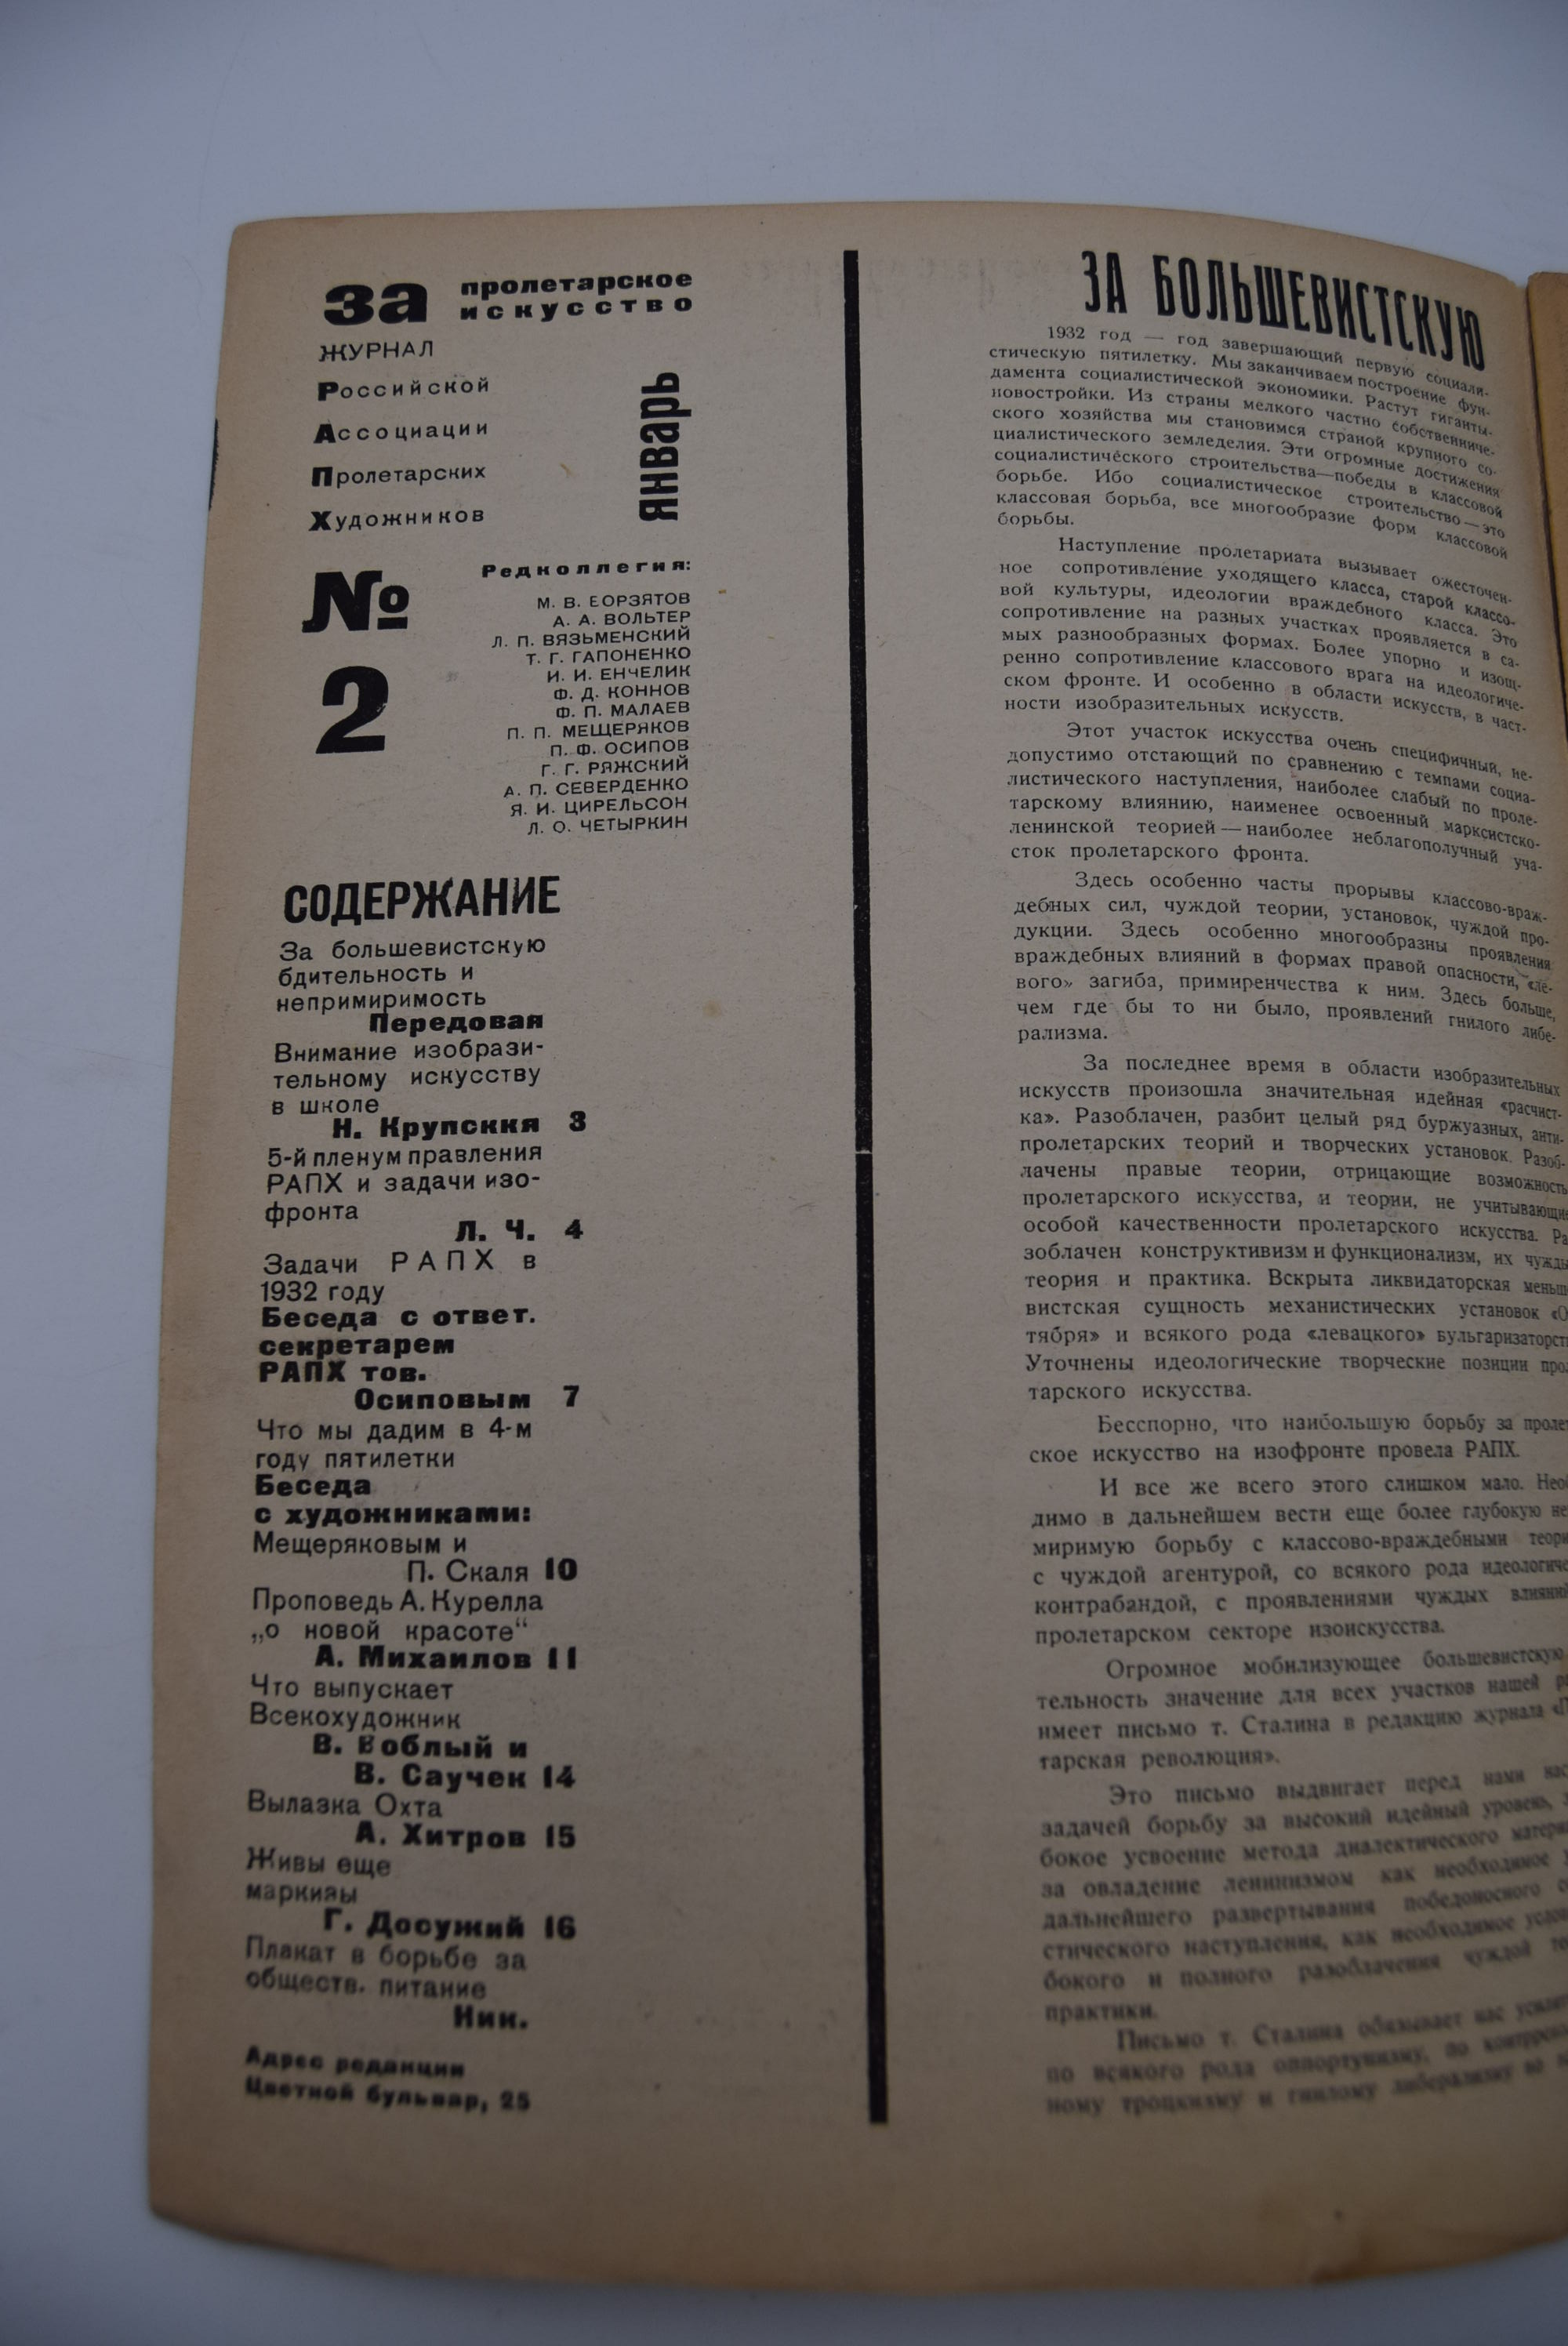 за пролетарское
искусство
ЖУРНАЛ
Российской
Ассоциации
Пролетарских
Художников
январь
№
2
Редколлегия:
М. В. БОРЗЯТОВ
А. А. ВОЛЬТЕР
Л. П. ВЯЗЬМЕНСКИЙ
Т. Г. ГАПОНЕНКО
И. И. ЕНЧЕЛИК
Ф. Д. КОННОВ
Ф. П. МАЛАЕВ
П. П. МЕЩЕРЯКОВ
П. Ф. ОСИПОВ
Г. Г. РЯЖСКИЙ
А. П. СЕВЕРДЕНКО
Я. И. ЦИРЕЛЬСОН
Л. О. ЧЕТЫРКИН
СОДЕРЖАНИЕ
За большевистскую
бдительность и
непримиримость
Передовая
Внимание изобрази-
тельному искусству
в школе
Н. Крупсккя 3
5-й пленум правления
РАПХ и задачи изо-
фронта
Л. Ч. 4
Задачи РАПХ в
1932 году
Беседа с ответ.
секретарем
РАПХ тов.
Осиповым 7
Что мы дадим в 4-м
году пятилетки
Беседа
с художниками:
Мещеряковым и
П. Скаля 10
Проповедь А. Курелла
„о новой красоте“
А. Михаилов 11
Что выпускает
Всекохудожник
В. Воблый и
В. Саучек 14
Вылазка Охта
А. Хитров 15
Живы еще
маркизы
Г. Досужий 16
Плакат в борьбе за
обществ. питание
Ник.
Адрес редакции
Цветной бульвар, 25
ЗА БОЛЬШЕВИСТСКУЮ
1932 год — год завершающий первую социали-
стическую пятилетку. Мы заканчиваем построение фун-
дамента социалистической экономики. Растут гиганты-
новостройки. Из страны мелкого частно собственниче-
ского хозяйства мы становимся страной крупного со-
циалистического земледелия. Эти огромные достижения
социалистического строительства—победы в классовой
борьбе. Ибо социалистическое строительство — это
классовая борьба, все многообразие форм классовой
борьбы.
Наступление пролетариата вызывает ожесточен-
ное сопротивление уходящего класса, старой классо-
вой культуры, идеологии враждебного класса. Это
сопротивление на разных участках проявляется в са-
мых разнообразных формах. Более упорно и изощ-
ренно сопротивление классового врага на идеологиче-
ском фронте. И особенно в области искусств, в част-
ности изобразительных искусств.
Этот участок искусства очень специфичный, не-
допустимо отстающий по сравнению с темпами социа-
листического наступления, наиболее слабый по проле-
тарскому влиянию, наименее освоенный марксистско-
ленинской теорией — наиболее неблагополучный уча-
сток пролетарского фронта.
Здесь особенно часты прорывы классово-враж-
дебных сил, чуждой теории, установок, чуждой про-
дукции. Здесь особенно многообразны проявления
враждебных влияний в формах правой опасности, «ле-
вого» загиба, примиренчества к ним. Здесь больше,
чем где бы то ни было, проявлений гнилого либе-
рализма.
За последнее время в области изобразительных
искусств произошла значительная идейная «расчист-
ка». Разоблачен, разбит целый ряд буржуазных, анти-
пролетарских теорий и творческих установок. Разоб-
лачены правые теории, отрицающие возможность
пролетарского искусства, и теории, не учитывающие
особой качественности пролетарского искусства. Ра
зоблачен конструктивизм и функционализм, их чужд
теория и практика. Вскрыта ликвидаторская меньш
вистская сущность механистических установок «О
тября» и всякого рода «левацкого» вульгаризаторст
Уточнены идеологические творческие позиции про
тарского искусства.
Бесспорно, что наибольшую борьбу за пролет
ское искусство на изофронте провела РАПХ.
И все же всего этого слишком мало. Необ
димо в дальнейшем вести еще более глубокую не
миримую борьбу с классово-враждебными теори
с чуждой агентурой, со всякого рода идеологиче
контрабандой, с проявлениями чуждых влияний
пролетарском секторе изоискусства.
Огромное мобилизующее большевистскую
тельность значение для всех участков нашей р
имеет письмо т. Сталина в редакцию журнала «П
тарская революция».
Это письмо выдвигает перед нами нас
задачей борьбу за высокий идейный уровень,
бокое усвоение метода диалектического матери
за овладение ленинизмом как необходимое у
дальнейшего развертывания победоносного с
стического наступления, как необходимое услов
бокого и полного разоблачения чуждой те
практики.
Письмо т. Сталина обязывает нас усилит
по всякого рода оппортунизму, по контррево
ному троцкизму и гнилому либерализму во